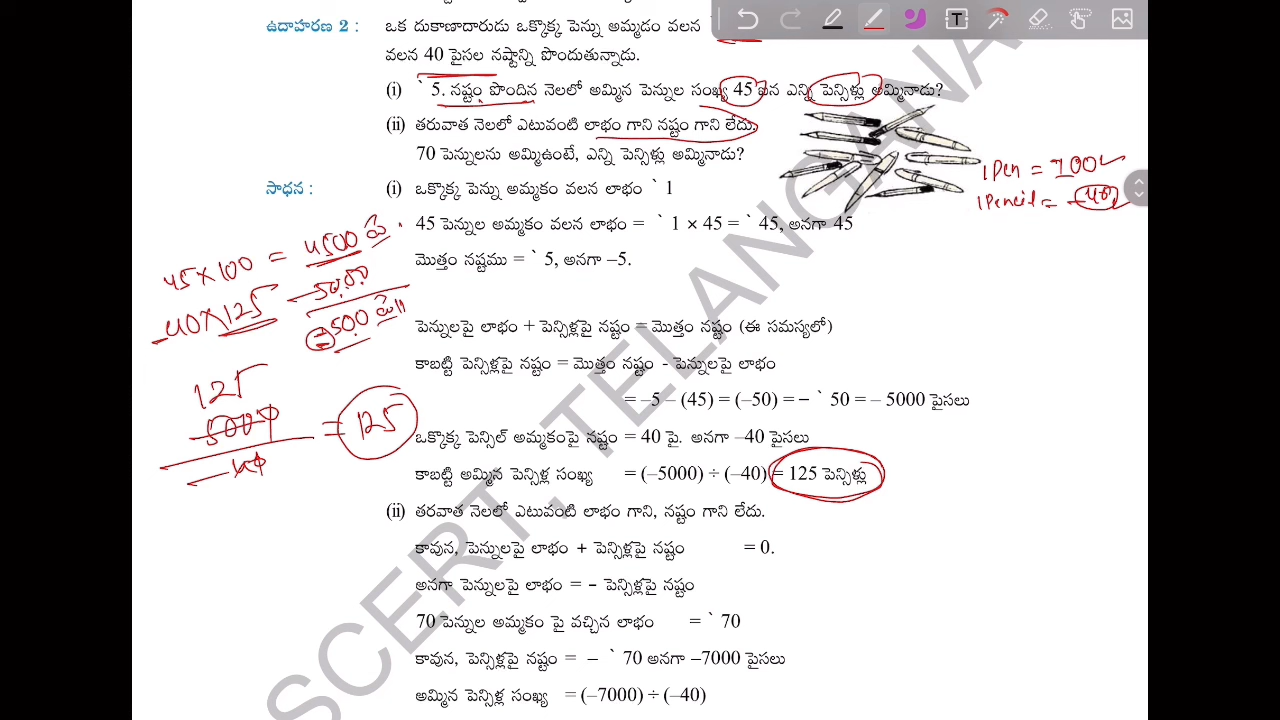 ఉదాహరణ 2 : ఒక దుకాణాదారుడు ఒక్కొక్క పెన్ను అమ్మడం వలన `
వలన 40 పైసల నష్టాన్ని పొందుతున్నాడు.
(i) ` 5. నష్టం పొందిన నెలలో అమ్మిన పెన్నుల సంఖ్య 45 ఐన ఎన్ని పెన్సిళ్లు అమ్మినాడు?
(ii) తరువాత నెలలో ఎటువంటి లాభం గాని నష్టం గాని లేదు.
70 పెన్నులను అమ్మిఉంటే, ఎన్ని పెన్సిళ్లు అమ్మినాడు?
1 Pen = 100
1 Pencil = -40
సాధన : (i) ఒక్కొక్క పెన్ను అమ్మకం వలన లాభం ` 1
45 పెన్నుల అమ్మకం వలన లాభం = ` 1 × 45 = ` 45, అనగా 45
మొత్తం నష్టము = ` 5, అనగా –5.
45 × 100 = 4500
40 × 125 – 5000
– 500
పెన్నులపై లాభం + పెన్సిళ్లపై నష్టం = మొత్తం నష్టం (ఈ సమస్యలో)
కాబట్టి పెన్సిళ్లపై నష్టం = మొత్తం నష్టం - పెన్నులపై లాభం
= –5 – (45) = (–50) = – ` 50 = – 5000 పైసలు
125
5000 = 125
– 40
ఒక్కొక్క పెన్సిల్ అమ్మకంపై నష్టం = 40 పై. అనగా –40 పైసలు
కాబట్టి అమ్మిన పెన్సిళ్ల సంఖ్య = (–5000) ÷ (–40) = 125 పెన్సిళ్లు
(ii) తరవాత నెలలో ఎటువంటి లాభం గాని, నష్టం గాని లేదు.
కావున, పెన్నులపై లాభం + పెన్సిళ్లపై నష్టం = 0.
అనగా పెన్నులపై లాభం = – పెన్సిళ్లపై నష్టం
70 పెన్నుల అమ్మకం పై వచ్చిన లాభం = ` 70
కావున, పెన్సిళ్లపై నష్టం = – ` 70 అనగా –7000 పైసలు
అమ్మిన పెన్సిళ్ల సంఖ్య = (–7000) ÷ (–40)
SCERT, TELANGANA